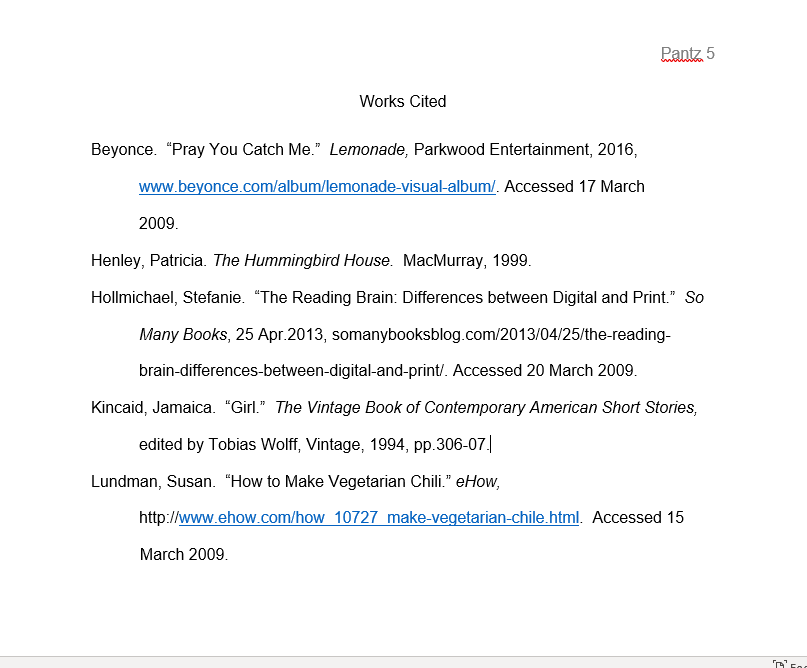 Pantz 5
Works Cited
Beyonce.  “Pray You Catch Me.”  Lemonade, Parkwood Entertainment, 2016,
www.beyonce.com/album/lemonade-visual-album/. Accessed 17 March
2009.
Henley, Patricia. The Hummingbird House.  MacMurray, 1999.
Hollmichael, Stefanie.  “The Reading Brain: Differences between Digital and Print.”  So
Many Books, 25 Apr.2013, somanybooksblog.com/2013/04/25/the-reading-
brain-differences-between-digital-and-print/. Accessed 20 March 2009.
Kincaid, Jamaica.  “Girl.”  The Vintage Book of Contemporary American Short Stories,
edited by Tobias Wolff, Vintage, 1994, pp.306-07.
Lundman, Susan.  “How to Make Vegetarian Chili.” eHow,
http://www.ehow.com/how_10727_make-vegetarian-chile.html.  Accessed 15
March 2009.